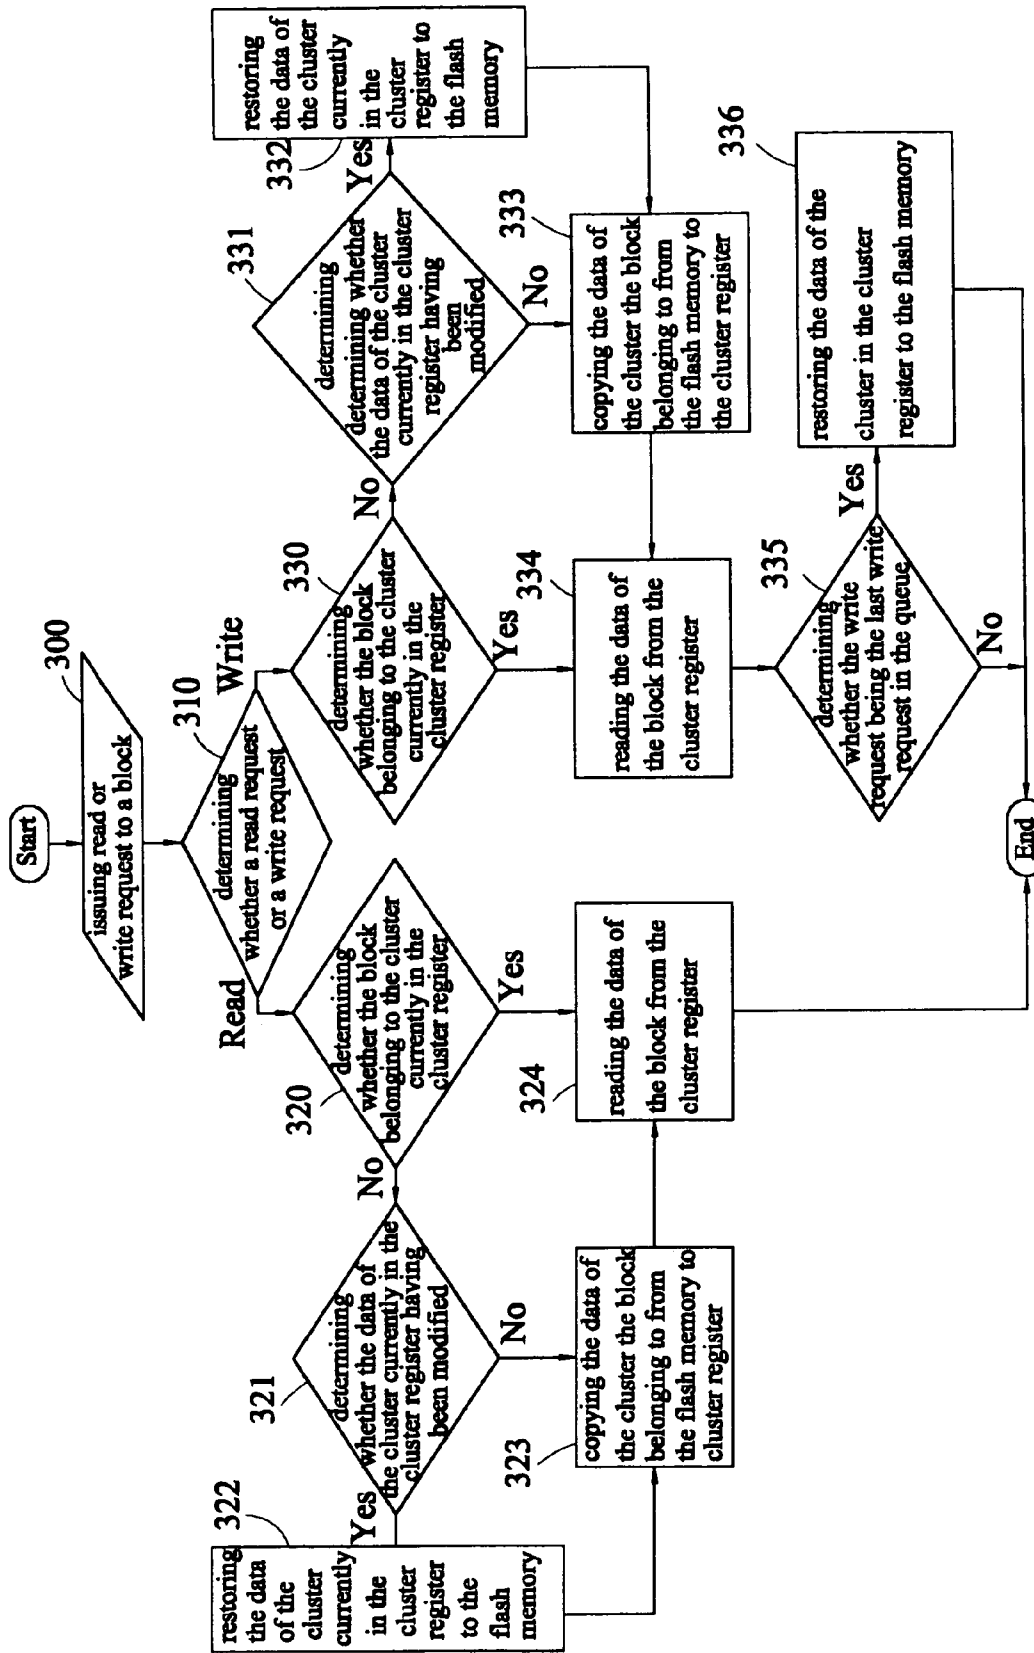 Start
issuing read or
write request to a block
300
determining
whether a read request
or a write request
310
Read
Write
determining
whether the block
belonging to the cluster
currently in the
cluster register
320
No
Yes
determining
whether the data of
the cluster currently in the
cluster register having
been modified
321
Yes
No
restoring
the data
of the
cluster
currently
in the
cluster
register
to the
flash
memory
322
copying the data of
the cluster the block
belonging to from
the flash memory to
cluster register
323
reading the data of
the block from the
cluster register
324
determining
whether the block
belonging to the cluster
currently in the
cluster register
330
No
Yes
determining
determining whether
the data of the cluster
currently in the cluster
register having
been
modified
331
Yes
No
restoring
the data of
the cluster
currently
in the
cluster
register to
the flash
memory
332
copying the data of
the cluster the block
belonging to from
the flash memory to
the cluster register
333
reading the data of
the block from the
cluster register
334
determining
whether the write
request being the last write
request in the queue
335
Yes
No
restoring the data of the
cluster in the cluster
register to the flash memory
336
End